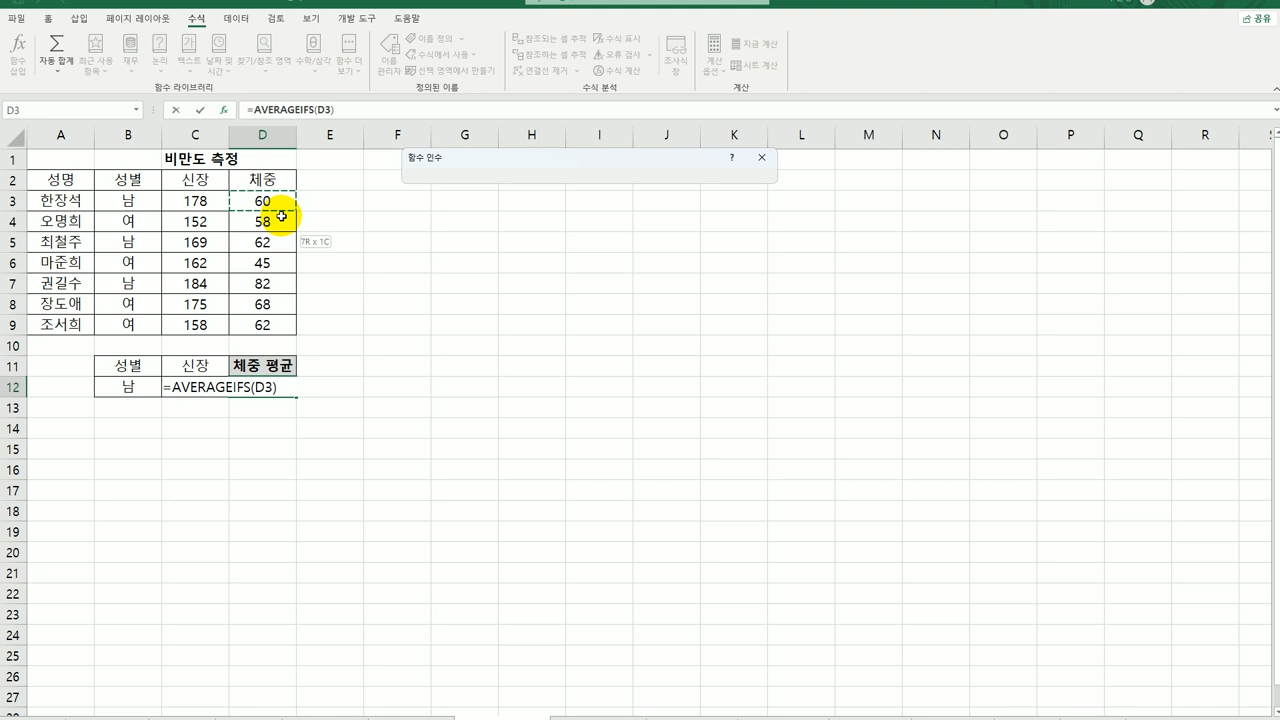 파일 홈 삽입 페이지 레이아웃 수식 데이터 검토 보기 개발 도구 도움말 공유
함수 삽입 자동 합계 최근 사용 항목 재무 논리 텍스트 날짜 및 시간 찾기/참조 영역 수학/삼각 함수 더 보기
이름 관리자 이름 정의 수식에서 사용 선택 영역에서 만들기
참조되는 셀 추적 참조하는 셀 추적 연결선 제거 수식 표시 오류 검사 수식 계산 조사식 창
계산 옵션 지금 계산 시트 계산
함수 라이브러리 정의된 이름 수식 분석 계산
D3 fx =AVERAGEIFS(D3)
A B C D E F G H I J K L M N O P Q R
함수 인수 ? ×
1 비만도 측정
2 성명 성별 신장 체중
3 한장석 남 178 60
4 오명희 여 152 58
5 최철주 남 169 62 7R x 1C
6 마준희 여 162 45
7 권길수 남 184 82
8 장도애 여 175 68
9 조서희 여 158 62
10
11 성별 신장 체중 평균
12 남 =AVERAGEIFS(D3)
13
14
15
16
17
18
19
20
21
22
23
24
25
26
27